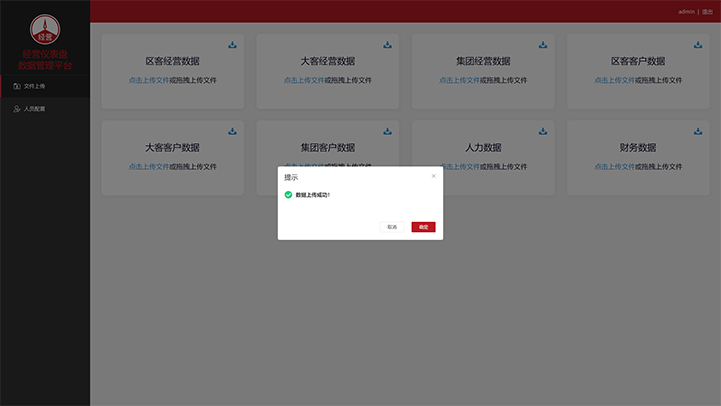 经营
经营仪表盘
数据管理平台
文件上传
人员配置
admin | 退出
区客经营数据
点击上传文件或拖拽上传文件
大客经营数据
点击上传文件或拖拽上传文件
集团经营数据
点击上传文件或拖拽上传文件
区客客户数据
点击上传文件或拖拽上传文件
大客客户数据
点击上传文件或拖拽上传文件
集团客户数据
点击上传文件或拖拽上传文件
人力数据
点击上传文件或拖拽上传文件
财务数据
点击上传文件或拖拽上传文件
提示
数据上传成功!
取消
确定